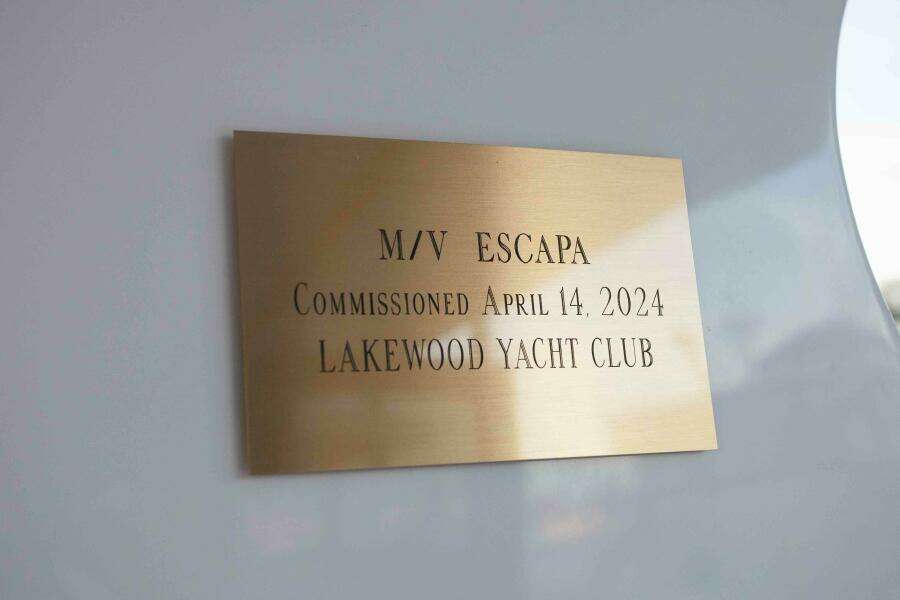 M/V ESCAPA
COMMISSIONED APRIL 14, 2024
LAKEWOOD YACHT CLUB